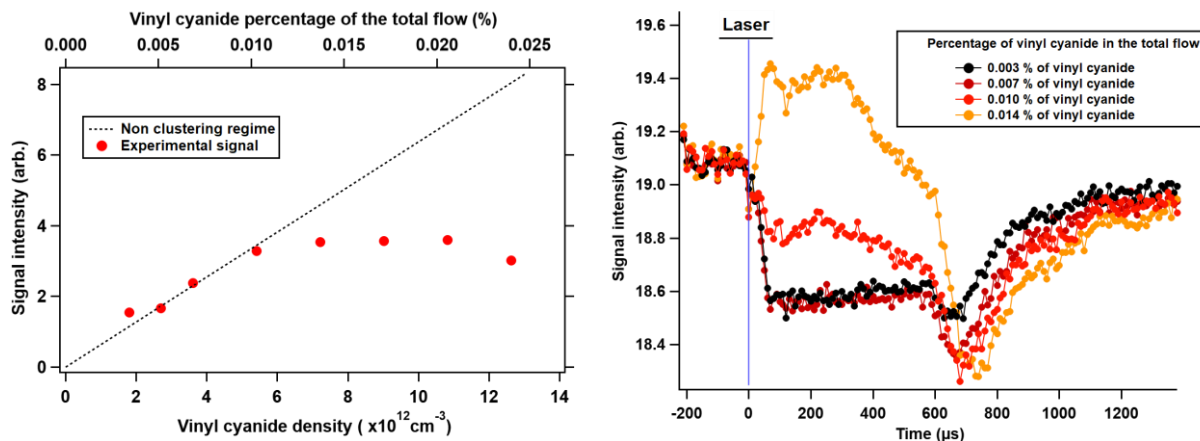 Vinyl cyanide percentage of the total flow (%)
0.000 0.005 0.010 0.015 0.020 0.025
8
6
4
2
0
Signal intensity (arb.)
Non clustering regime
Experimental signal
0 2 4 6 8 10 12 14
Vinyl cyanide density ( x10¹²cm⁻³)
Laser
19.6
19.4
19.2
19.0
18.8
18.6
18.4
Signal intensity (arb.)
Percentage of vinyl cyanide in the total flow
0.003 % of vinyl cyanide
0.007 % of vinyl cyanide
0.010 % of vinyl cyanide
0.014 % of vinyl cyanide
-200 0 200 400 600 800 1000 1200
Time (µs)